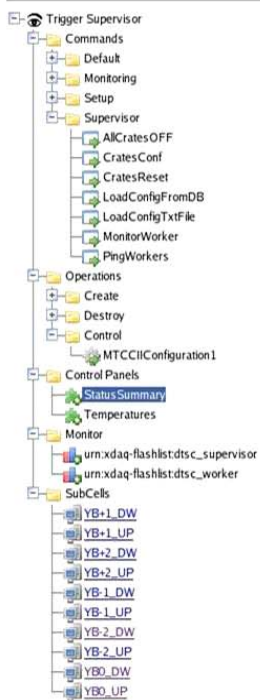 Trigger Supervisor
Commands
Default
Monitoring
Setup
Supervisor
AllCratesOFF
CratesConf
CratesReset
LoadConfigFromDB
LoadConfigTxtFile
MonitorWorker
PingWorkers
Operations
Create
Destroy
Control
MTCCIIConfiguration1
Control Panels
StatusSummary
Temperatures
Monitor
urn:xdaq-flashlist:dtsc_supervisor
urn:xdaq-flashlist:dtsc_worker
SubCells
YB+1_DW
YB+1_UP
YB+2_DW
YB+2_UP
YB-1_DW
YB-1_UP
YB-2_DW
YB-2_UP
YB0_DW
YB0_UP